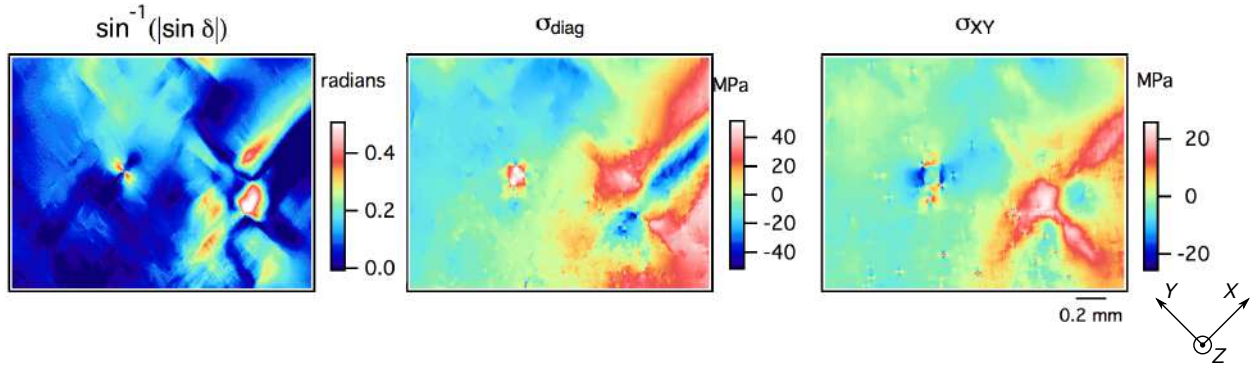 sin⁻¹(|sin δ|)
radians
0.4
0.2
0.0
σdiag
MPa
40
20
0
-20
-40
σXY
MPa
20
0
-20
0.2 mm
Y
X
Z